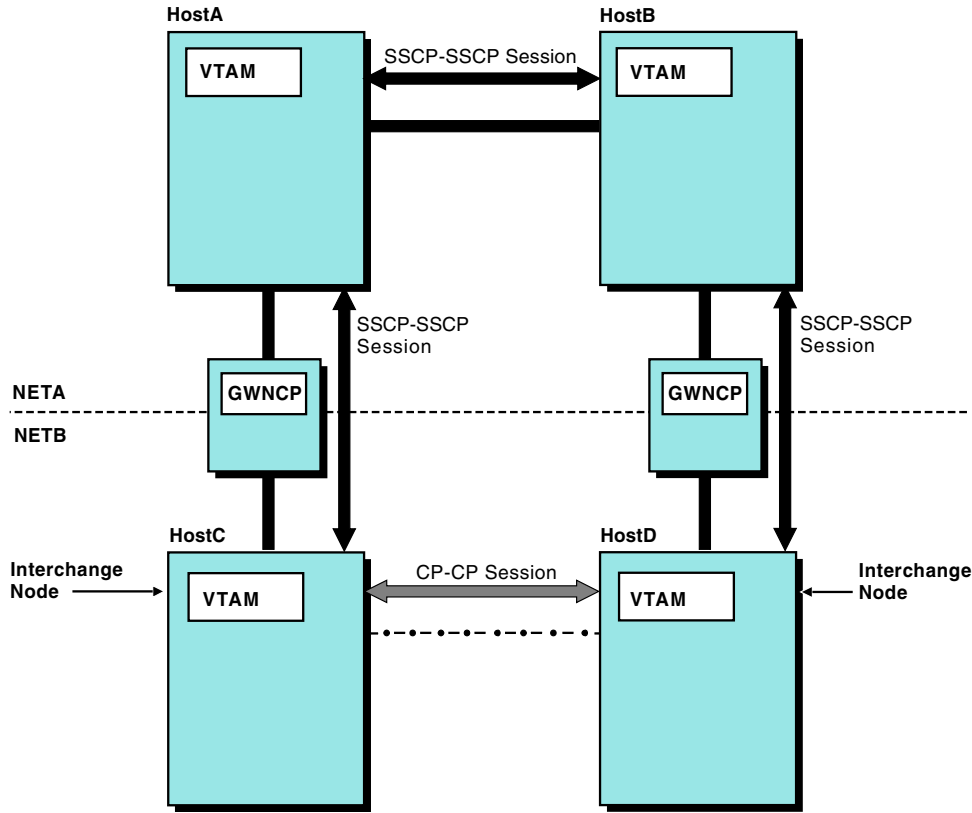 HostA
HostB
VTAM
SSCP-SSCP Session
VTAM
SSCP-SSCP
Session
SSCP-SSCP
Session
GWNCP
GWNCP
NETA
NETB
HostC
HostD
Interchange
Node
VTAM
CP-CP Session
VTAM
Interchange
Node